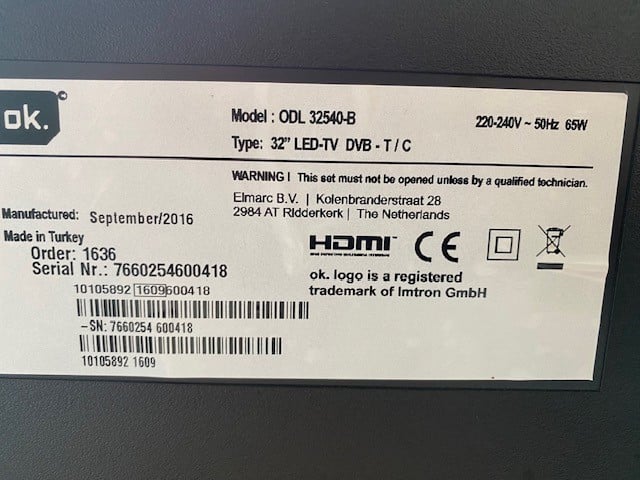 ok.
Model : ODL 32540-B
220-240V ~ 50Hz 65W
Type: 32" LED-TV DVB - T / C
WARNING ! This set must not be opened unless by a qualified technician.
Elmarc B.V. | Kolenbranderstraat 28
2984 AT Ridderkerk | The Netherlands
Manufactured: September/2016
Made in Turkey
Order: 1636
Serial Nr.: 7660254600418
10105892 1609600418
-SN: 7660254 600418
10105892 1609
HDMI
CE
ok. logo is a registered
trademark of Imtron GmbH